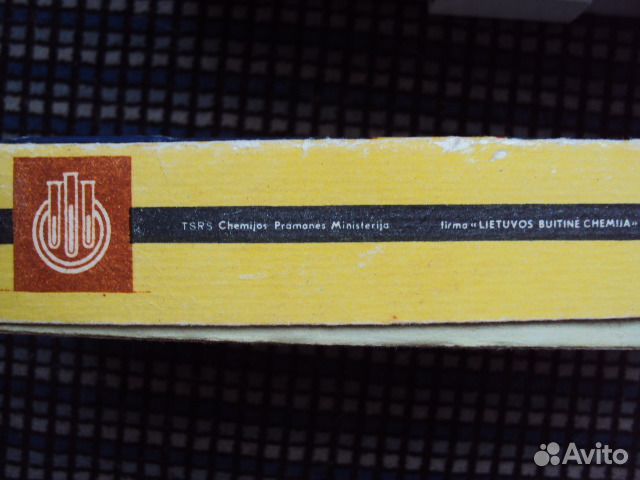 TSRS Chemijos Pramonės Ministerija firma «LIETUVOS BUITINĖ CHEMIJA»
Avito